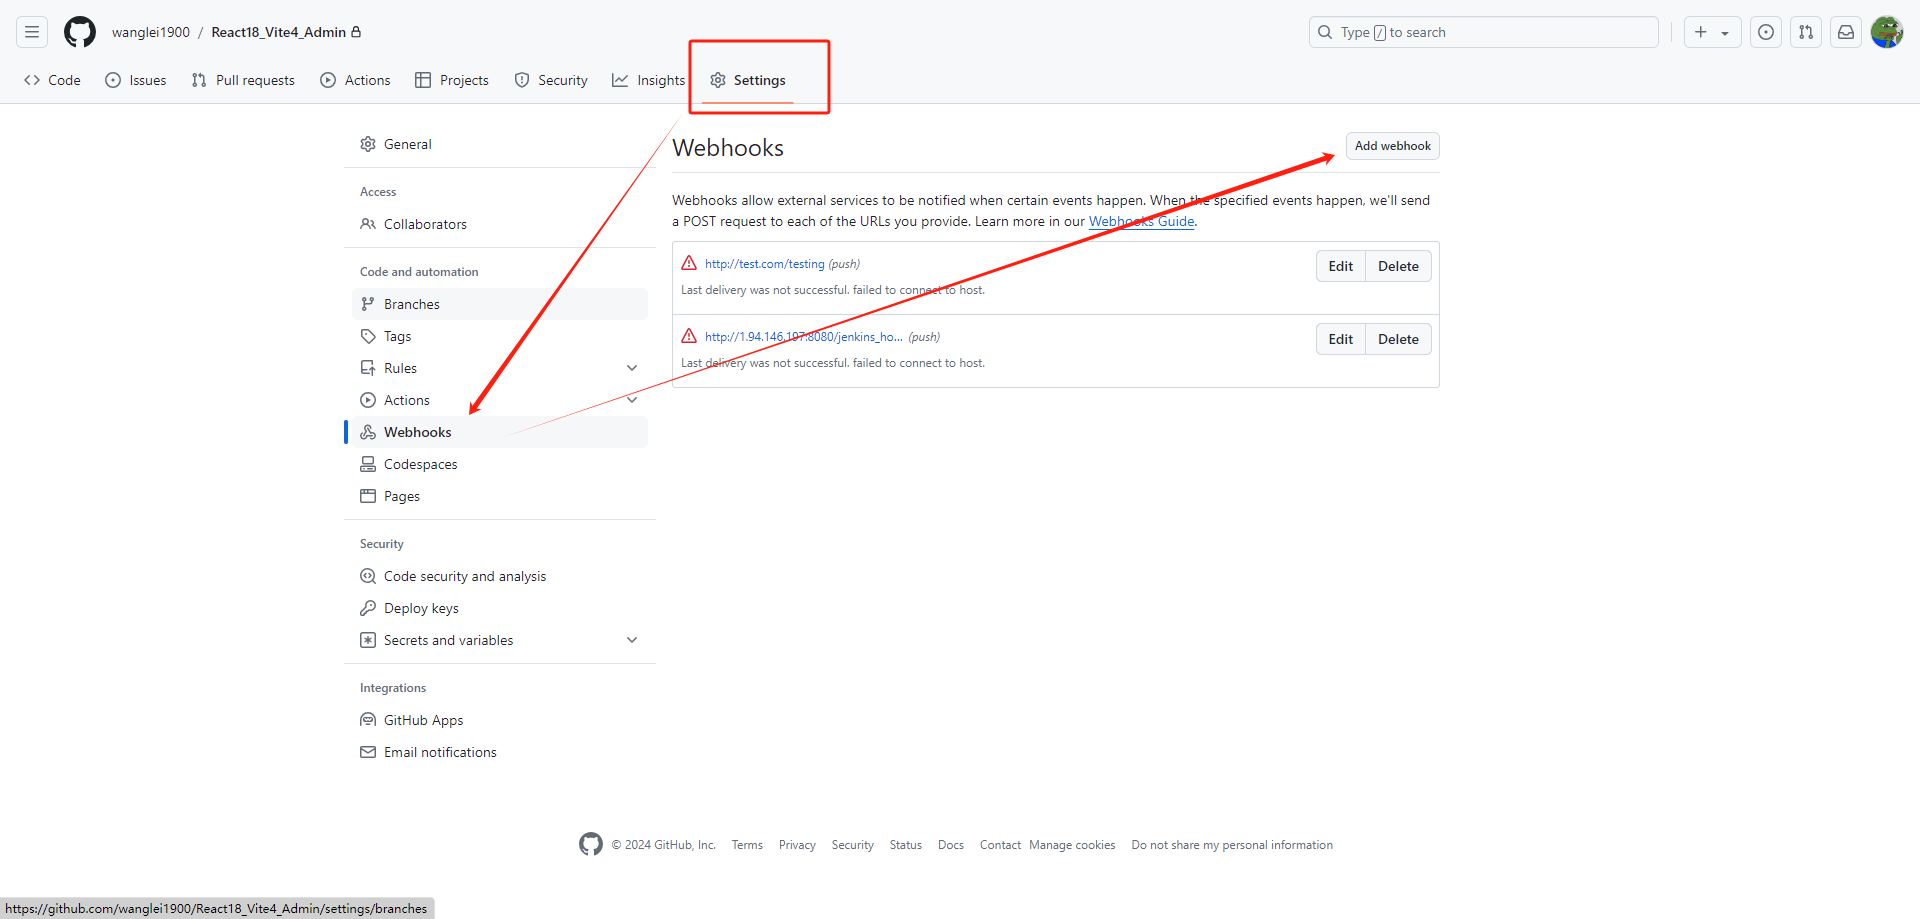 wanglei1900 / React18_Vite4_Admin
Type / to search
Code
Issues
Pull requests
Actions
Projects
Security
Insights
Settings
General
Access
Collaborators
Code and automation
Branches
Tags
Rules
Actions
Webhooks
Codespaces
Pages
Security
Code security and analysis
Deploy keys
Secrets and variables
Integrations
GitHub Apps
Email notifications
Webhooks
Add webhook
Webhooks allow external services to be notified when certain events happen. When the specified events happen, we'll send
a POST request to each of the URLs you provide. Learn more in our Webhooks Guide.
http://test.com/testing (push)
Edit
Delete
Last delivery was not successful. failed to connect to host.
http://1.94.146.197:8080/jenkins_ho... (push)
Edit
Delete
Last delivery was not successful. failed to connect to host.
© 2024 GitHub, Inc.
Terms
Privacy
Security
Status
Docs
Contact
Manage cookies
Do not share my personal information
https://github.com/wanglei1900/React18_Vite4_Admin/settings/branches